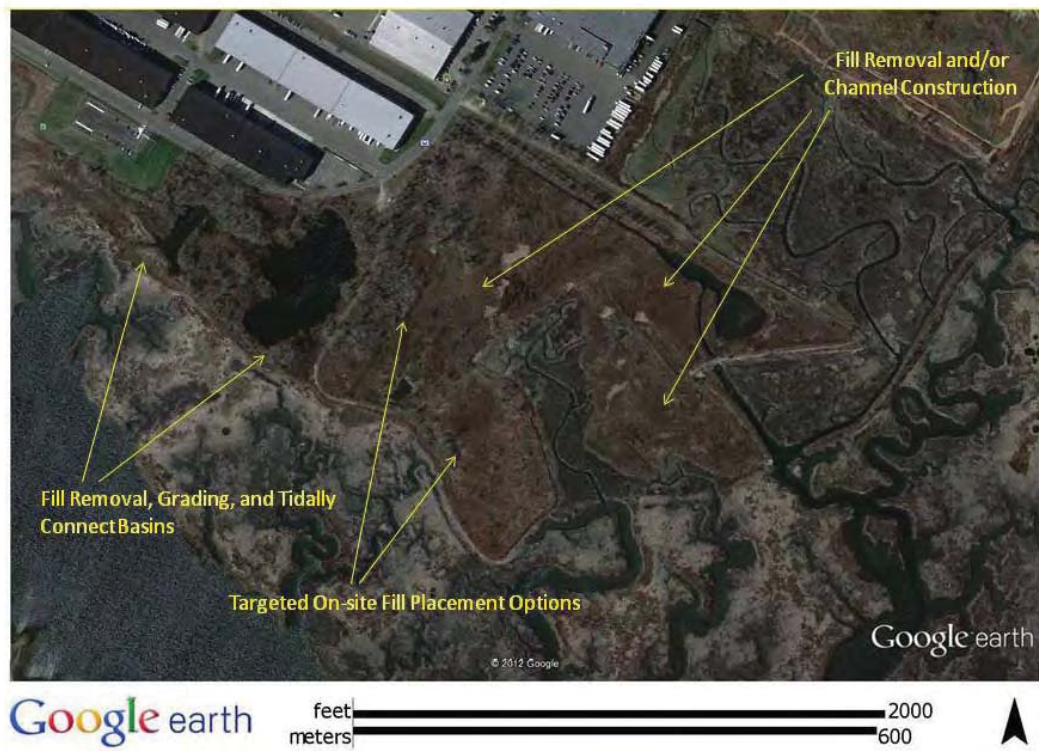 Fill Removal and/or
Channel Construction
Fill Removal, Grading, and Tidally
Connect Basins
Targeted On-site Fill Placement Options
Google earth
© 2012 Google
Google earth
feet
2000
meters
600